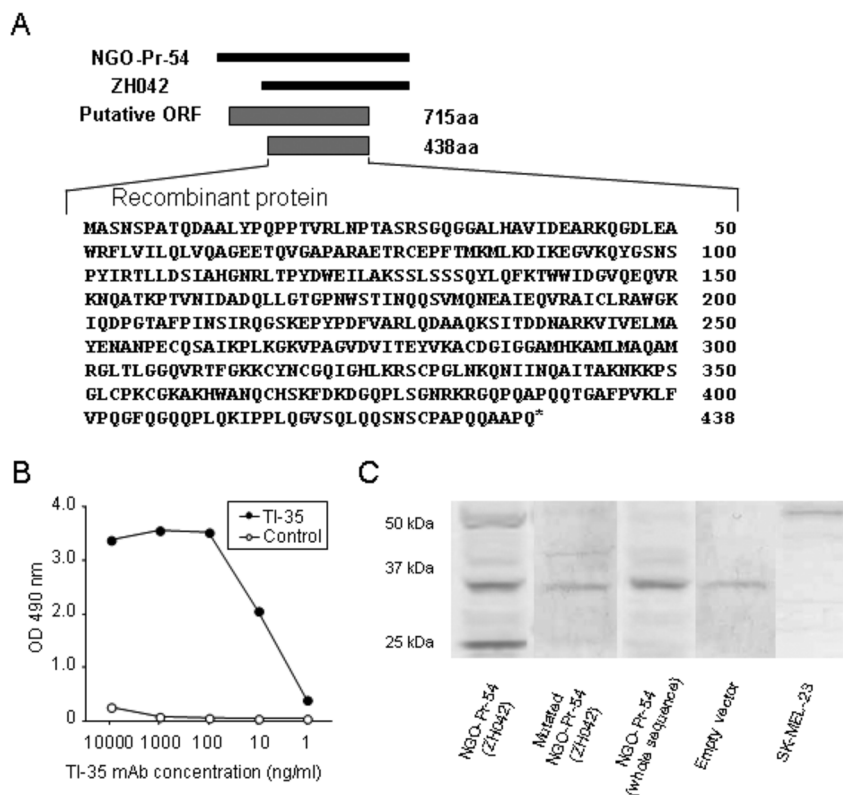 A
NGO-Pr-54
ZH042
Putative ORF 715aa
438aa
Recombinant protein
MASNSPATQDAALYPQPPTVRLNPTASRSGQGGALHAVIDEARKQGDLEA 50
WRFLVILQLVQAGEETQVGAPARAETRCEPFTMKMLKDIKEGVKQYGSNS 100
PYIRTLLDSIAHGNRLTPYDWEILAKSSLSSSQYLQFKTWWIDGVQEQVR 150
KNQATKPTVNIDADQLLGTGPNWSTINQQSVMQNEAIEQVRAICLRAWGK 200
IQDPGTAFPINSIRQGSKEPYPDFVARLQDAAQKSITDDNARKVIVELMA 250
YENANPECQSAIKPLKGKVPAGVDVITEYVKACDGIGGAMHKAMLMAQAM 300
RGLTLGGQVRTFGKKCYNCGQIGHLKRSCPGLNKQNIINQAITAKNKKPS 350
GLCPKCGKAKHWANQCHSKFDKDGQPLSGNRKRGQPQAPQQTGAFPVKLF 400
VPQGFQGQQPLQKIPPLQGVSQLQQSNSCPAPQQAAPQ* 438
B
TI-35
Control
4.0
3.0
2.0
1.0
0
OD 490 nm
10000 1000 100 10 1
TI-35 mAb concentration (ng/ml)
C
50 kDa
37 kDa
25 kDa
NGO-Pr-54
(ZH042)
Mutated
NGO-Pr-54
(ZH042)
NGO-Pr-54
(whole sequence)
Empty vector
SK-MEL-23